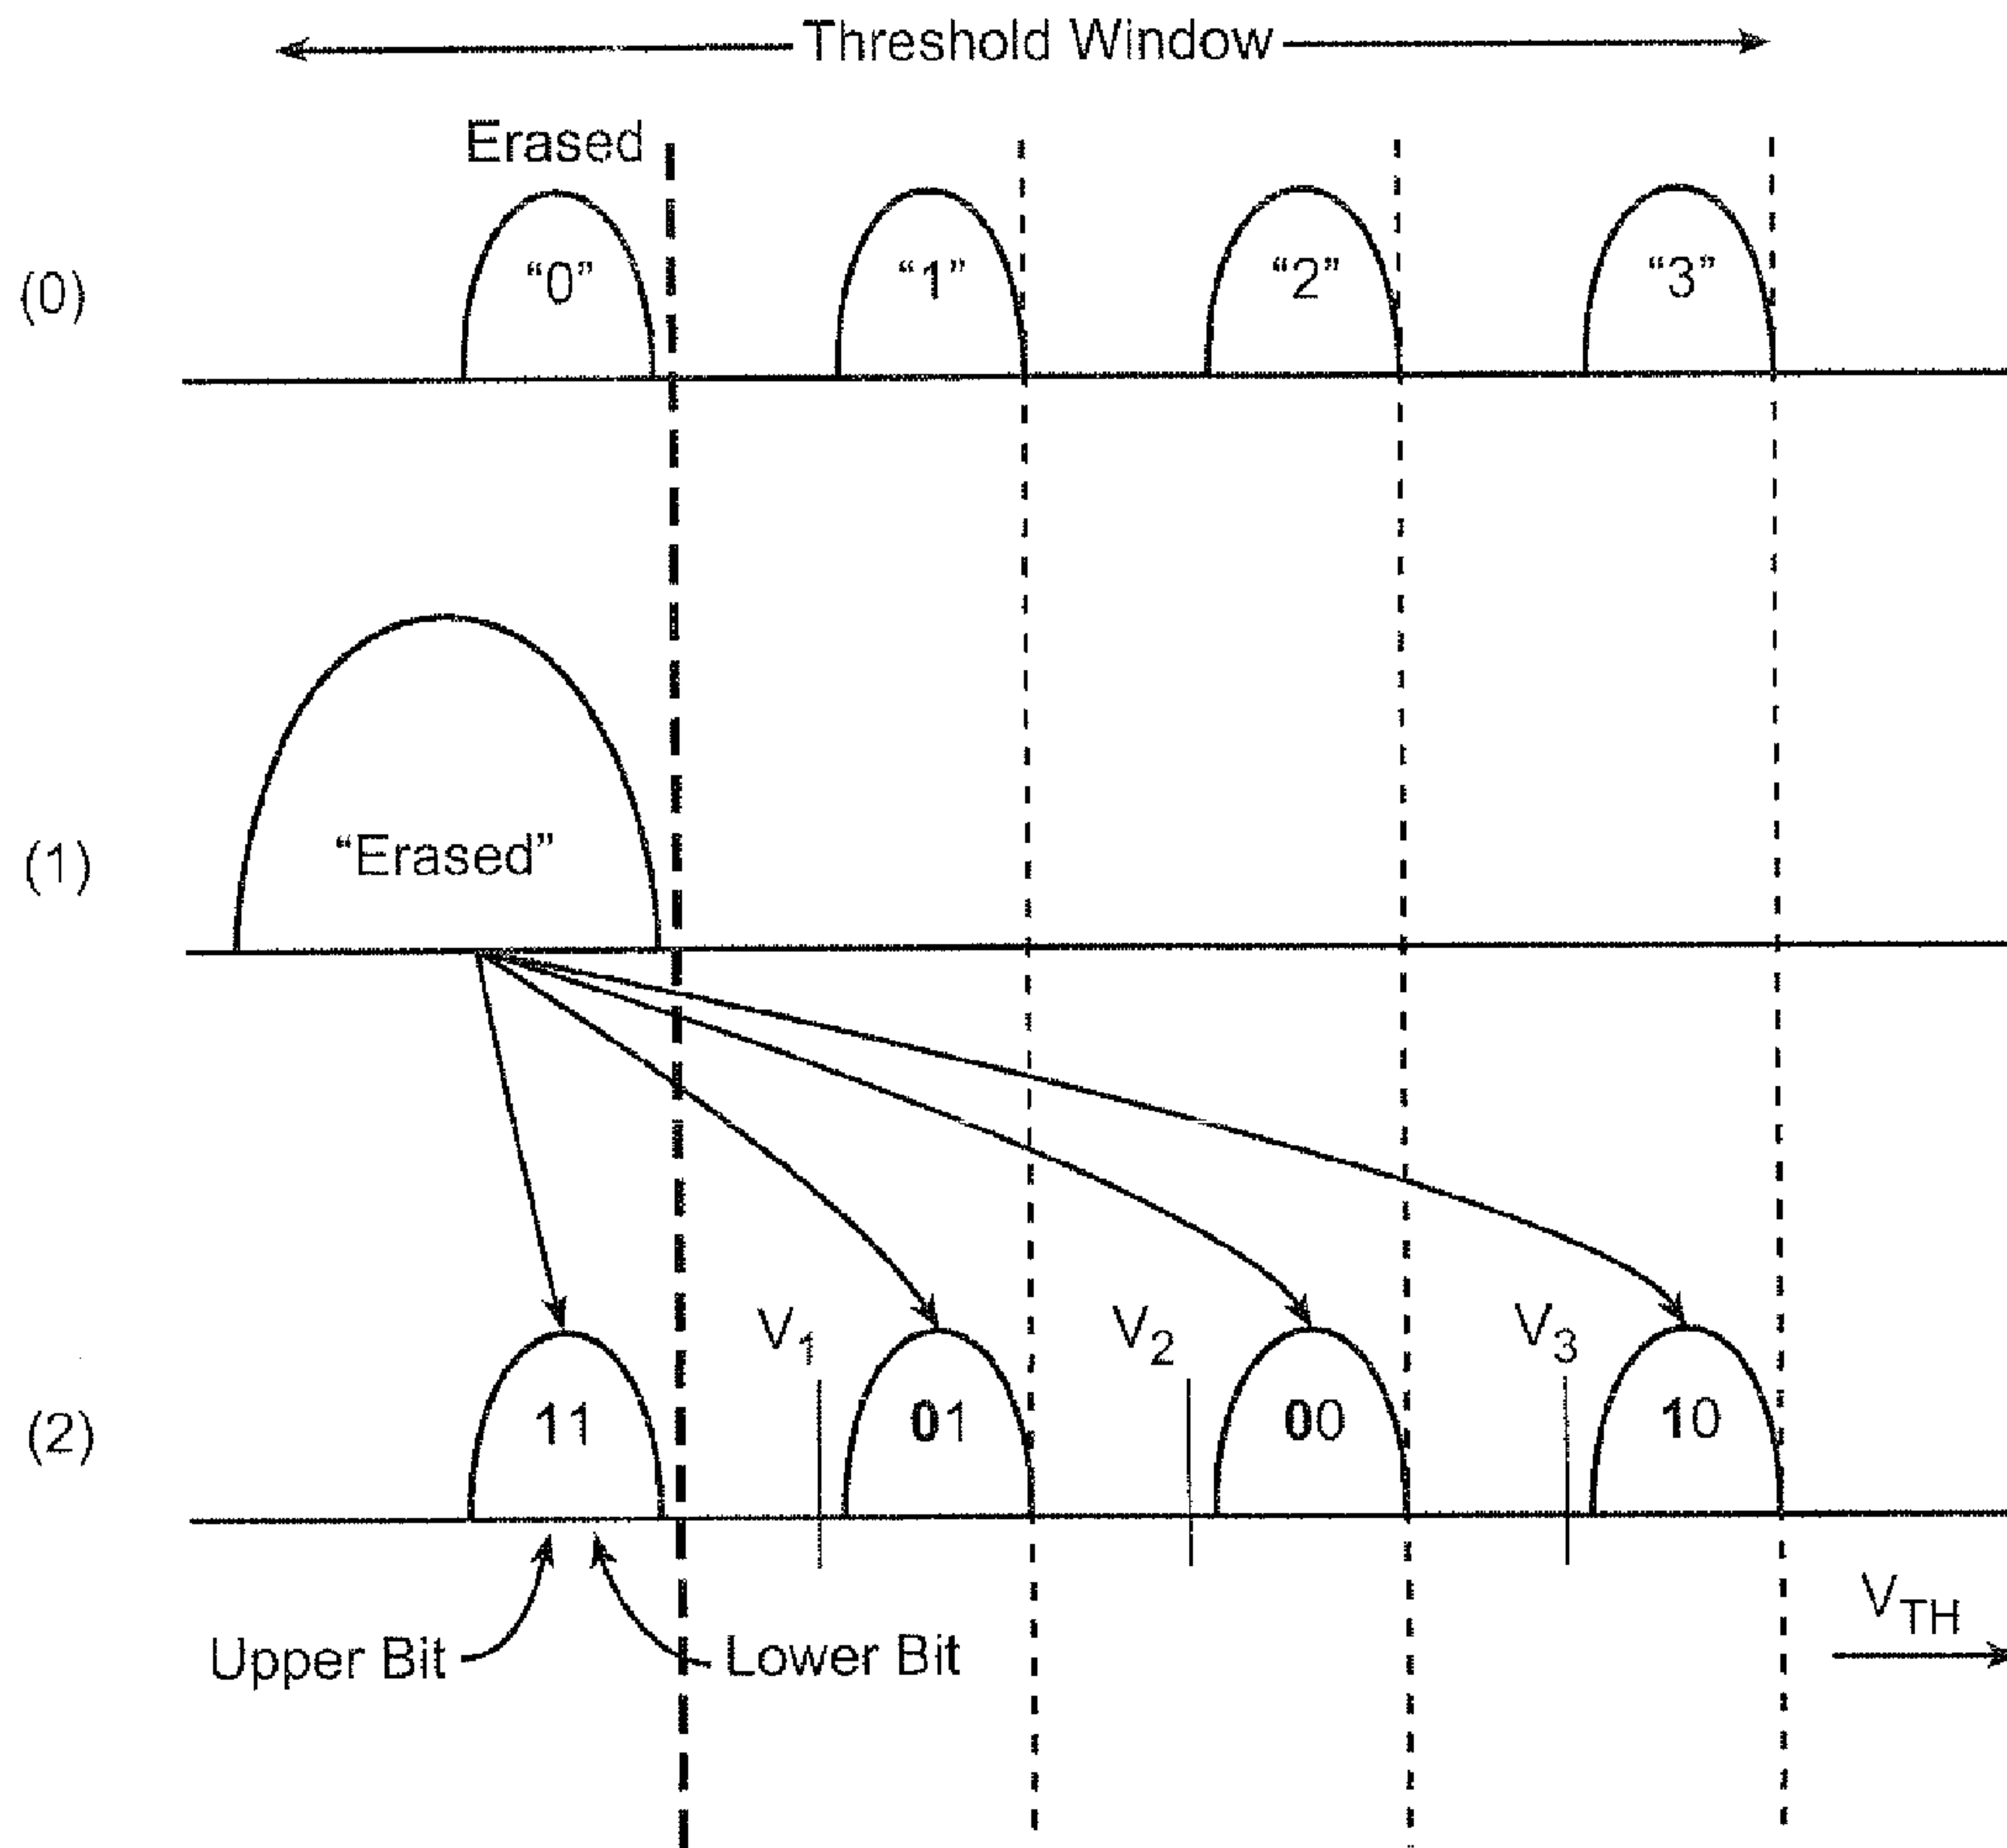 Threshold Window
Erased
(0) “0” “1” “2” “3”
(1) “Erased”
V1 V2 V3
(2) 11 01 00 10
VTH
Upper Bit Lower Bit